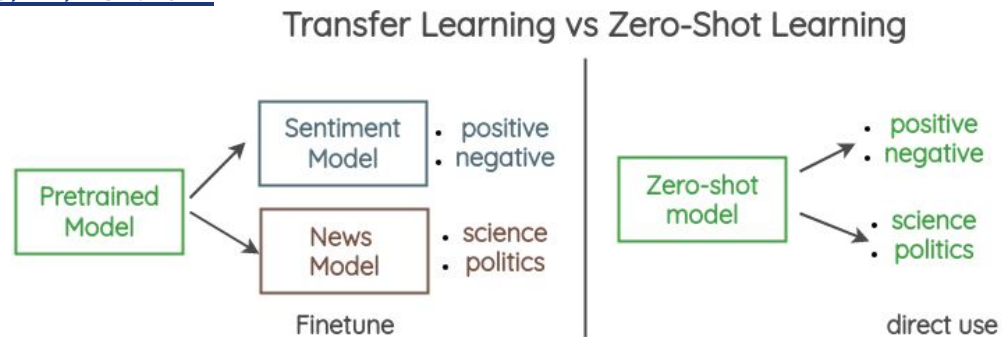 Transfer Learning vs Zero-Shot Learning
Pretrained
Model
Sentiment
Model
• positive
• negative
News
Model
• science
• politics
Finetune
Zero-shot
model
• positive
• negative
• science
• politics
direct use